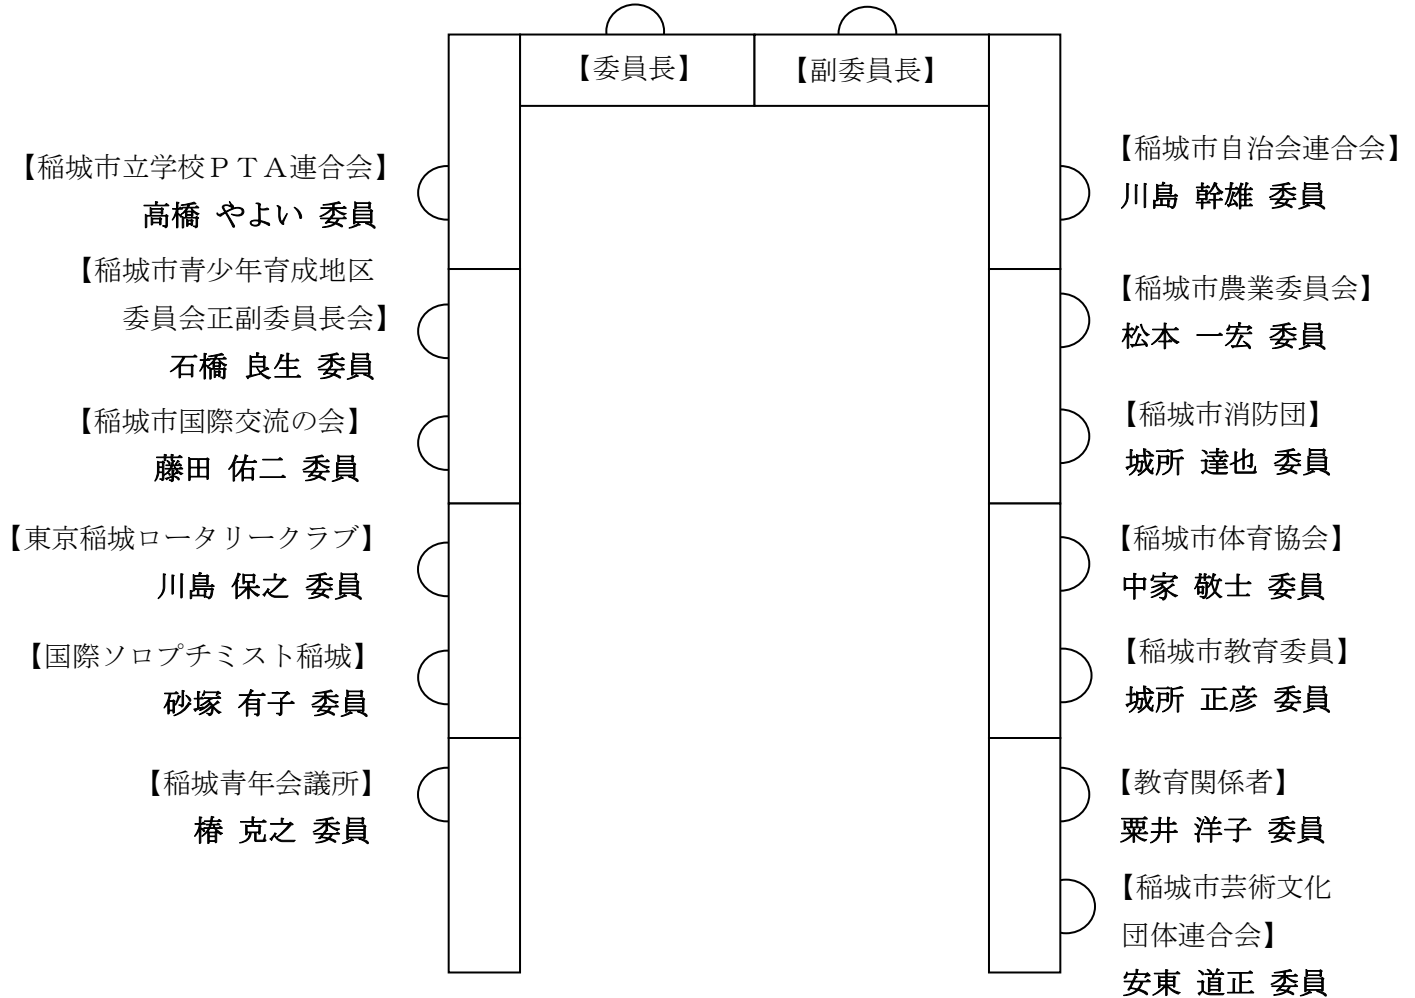 【委員長】
【副委員長】
【稲城市立学校ＰＴＡ連合会】
高橋 やよい 委員
【稲城市青少年育成地区
委員会正副委員長会】
石橋 良生 委員
【稲城市国際交流の会】
藤田 佑二 委員
【東京稲城ロータリークラブ】
川島 保之 委員
【国際ソロプチミスト稲城】
砂塚 有子 委員
【稲城青年会議所】
椿 克之 委員
【稲城市自治会連合会】
川島 幹雄 委員
【稲城市農業委員会】
松本 一宏 委員
【稲城市消防団】
城所 達也 委員
【稲城市体育協会】
中家 敬士 委員
【稲城市教育委員】
城所 正彦 委員
【教育関係者】
粟井 洋子 委員
【稲城市芸術文化
団体連合会】
安東 道正 委員